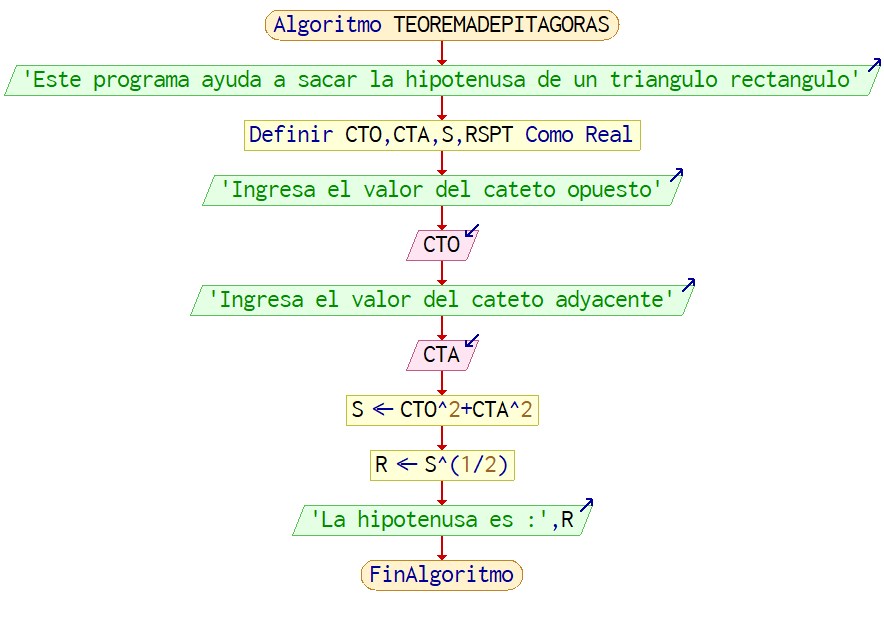 Algoritmo TEOREMADEPITAGORAS
'Este programa ayuda a sacar la hipotenusa de un triangulo rectangulo'
Definir CTO,CTA,S,RSPT Como Real
'Ingresa el valor del cateto opuesto'
CTO
'Ingresa el valor del cateto adyacente'
CTA
S ← CTO^2+CTA^2
R ← S^(1/2)
'La hipotenusa es :',R
FinAlgoritmo